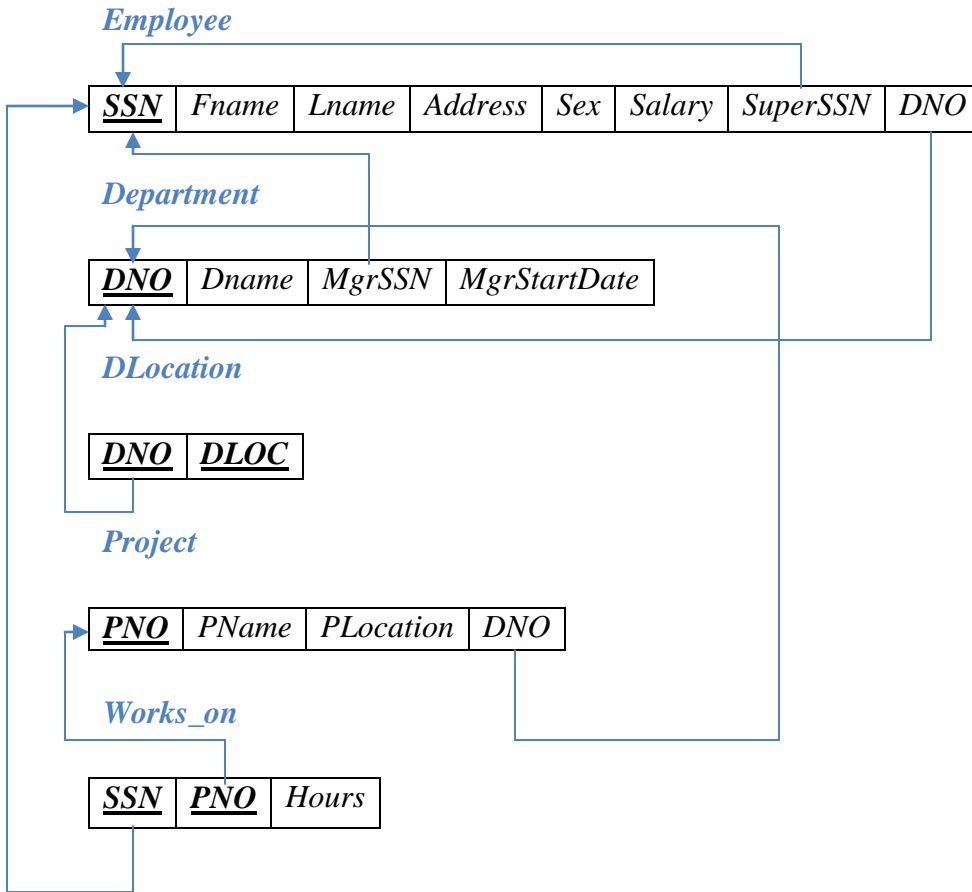 Employee
SSN Fname Lname Address Sex Salary SuperSSN DNO
Department
DNO Dname MgrSSN MgrStartDate
DLocation
DNO DLOC
Project
PNO PName PLocation DNO
Works_on
SSN PNO Hours